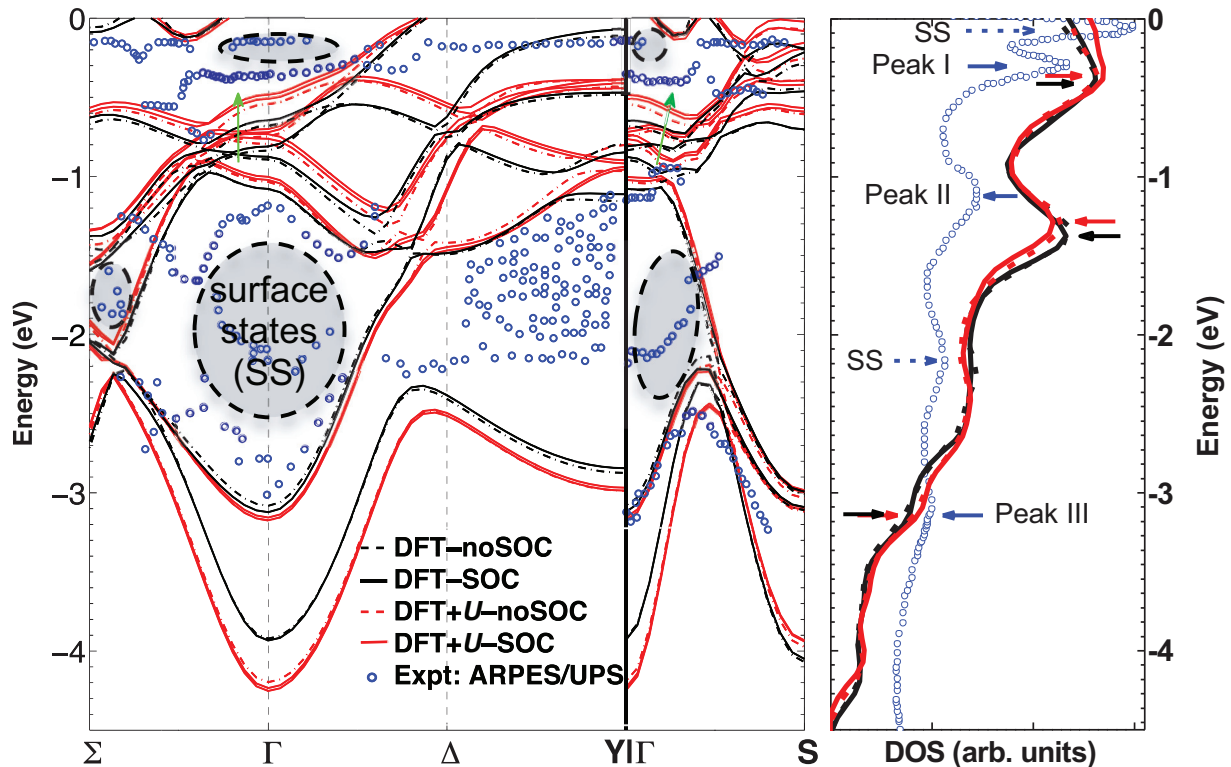 0
−1
−2
−3
−4
Energy (eV)
surface
states
(SS)
DFT−noSOC
DFT−SOC
DFT+U−noSOC
DFT+U−SOC
Expt: ARPES/UPS
Σ
Γ
Δ
Y|Γ
S
SS
Peak I
Peak II
SS
Peak III
0
-1
-2
-3
-4
Energy (eV)
DOS (arb. units)